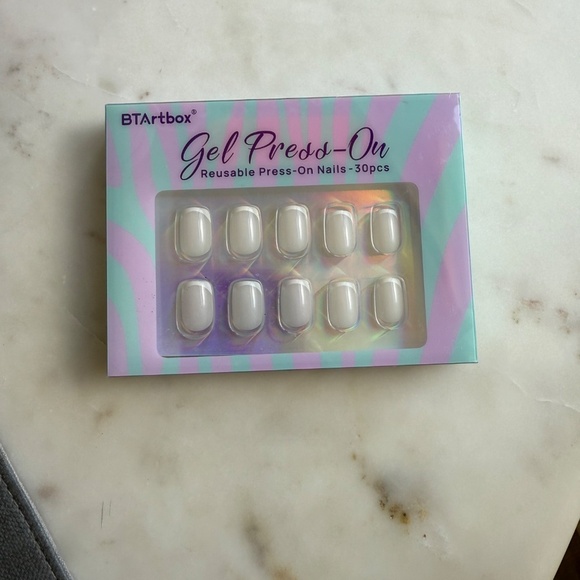 BTArtbox®
Gel Press-On
Reusable Press-On Nails - 30pcs